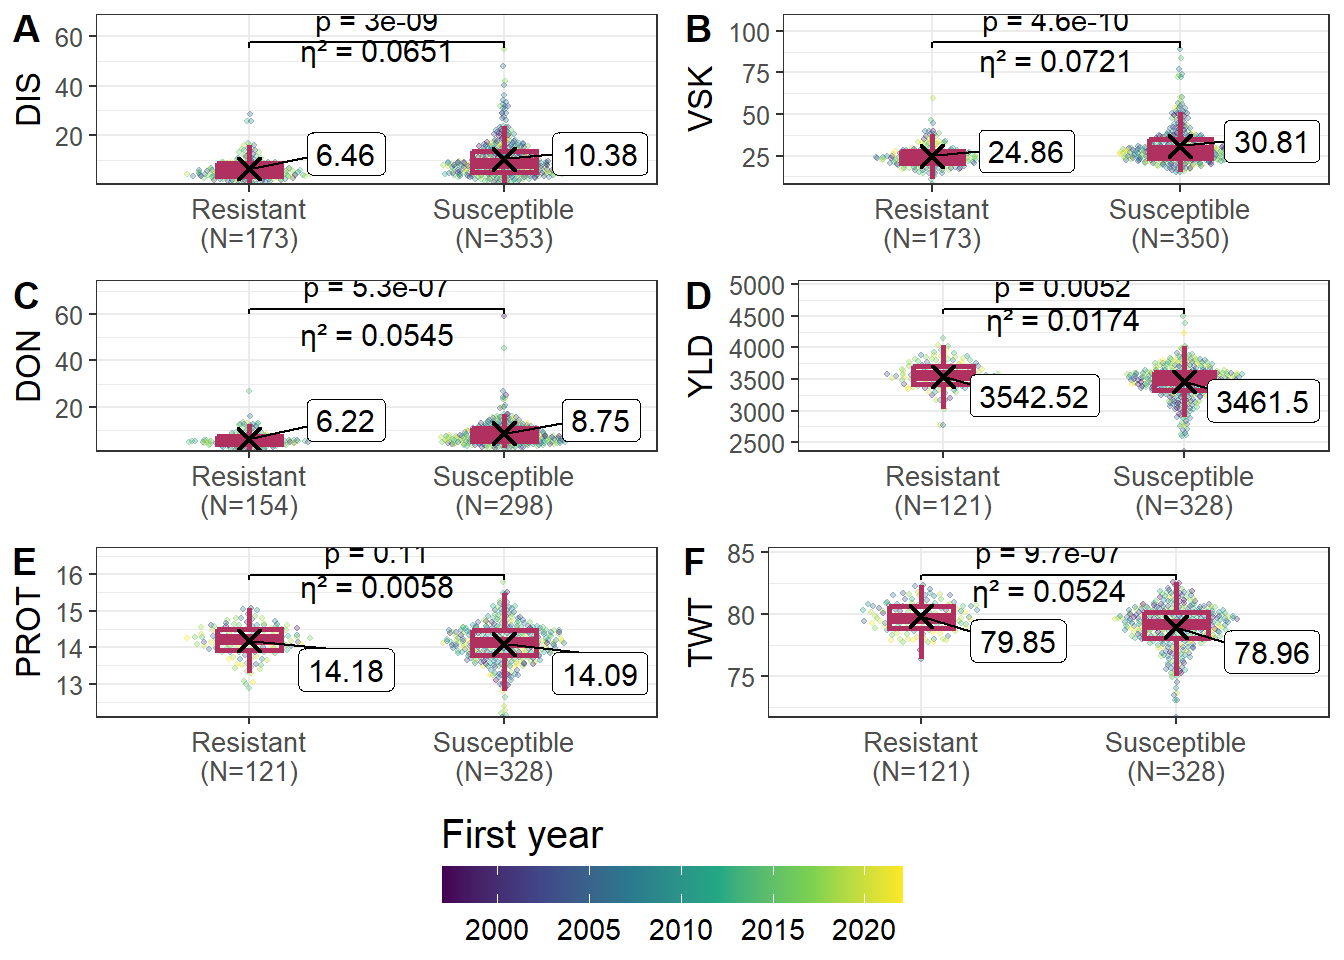 A
DIS
60
40
20
p = 3e-09
η² = 0.0651
6.46
10.38
Resistant
(N=173)
Susceptible
(N=353)
B
VSK
100
75
50
25
p = 4.6e-10
η² = 0.0721
24.86
30.81
Resistant
(N=173)
Susceptible
(N=350)
C
DON
60
40
20
p = 5.3e-07
η² = 0.0545
6.22
8.75
Resistant
(N=154)
Susceptible
(N=298)
D
YLD
5000
4500
4000
3500
3000
2500
p = 0.0052
η² = 0.0174
3542.52
3461.5
Resistant
(N=121)
Susceptible
(N=328)
E
PROT
16
15
14
13
p = 0.11
η² = 0.0058
14.18
14.09
Resistant
(N=121)
Susceptible
(N=328)
F
TWT
85
80
75
p = 9.7e-07
η² = 0.0524
79.85
78.96
Resistant
(N=121)
Susceptible
(N=328)
First year
2000 2005 2010 2015 2020